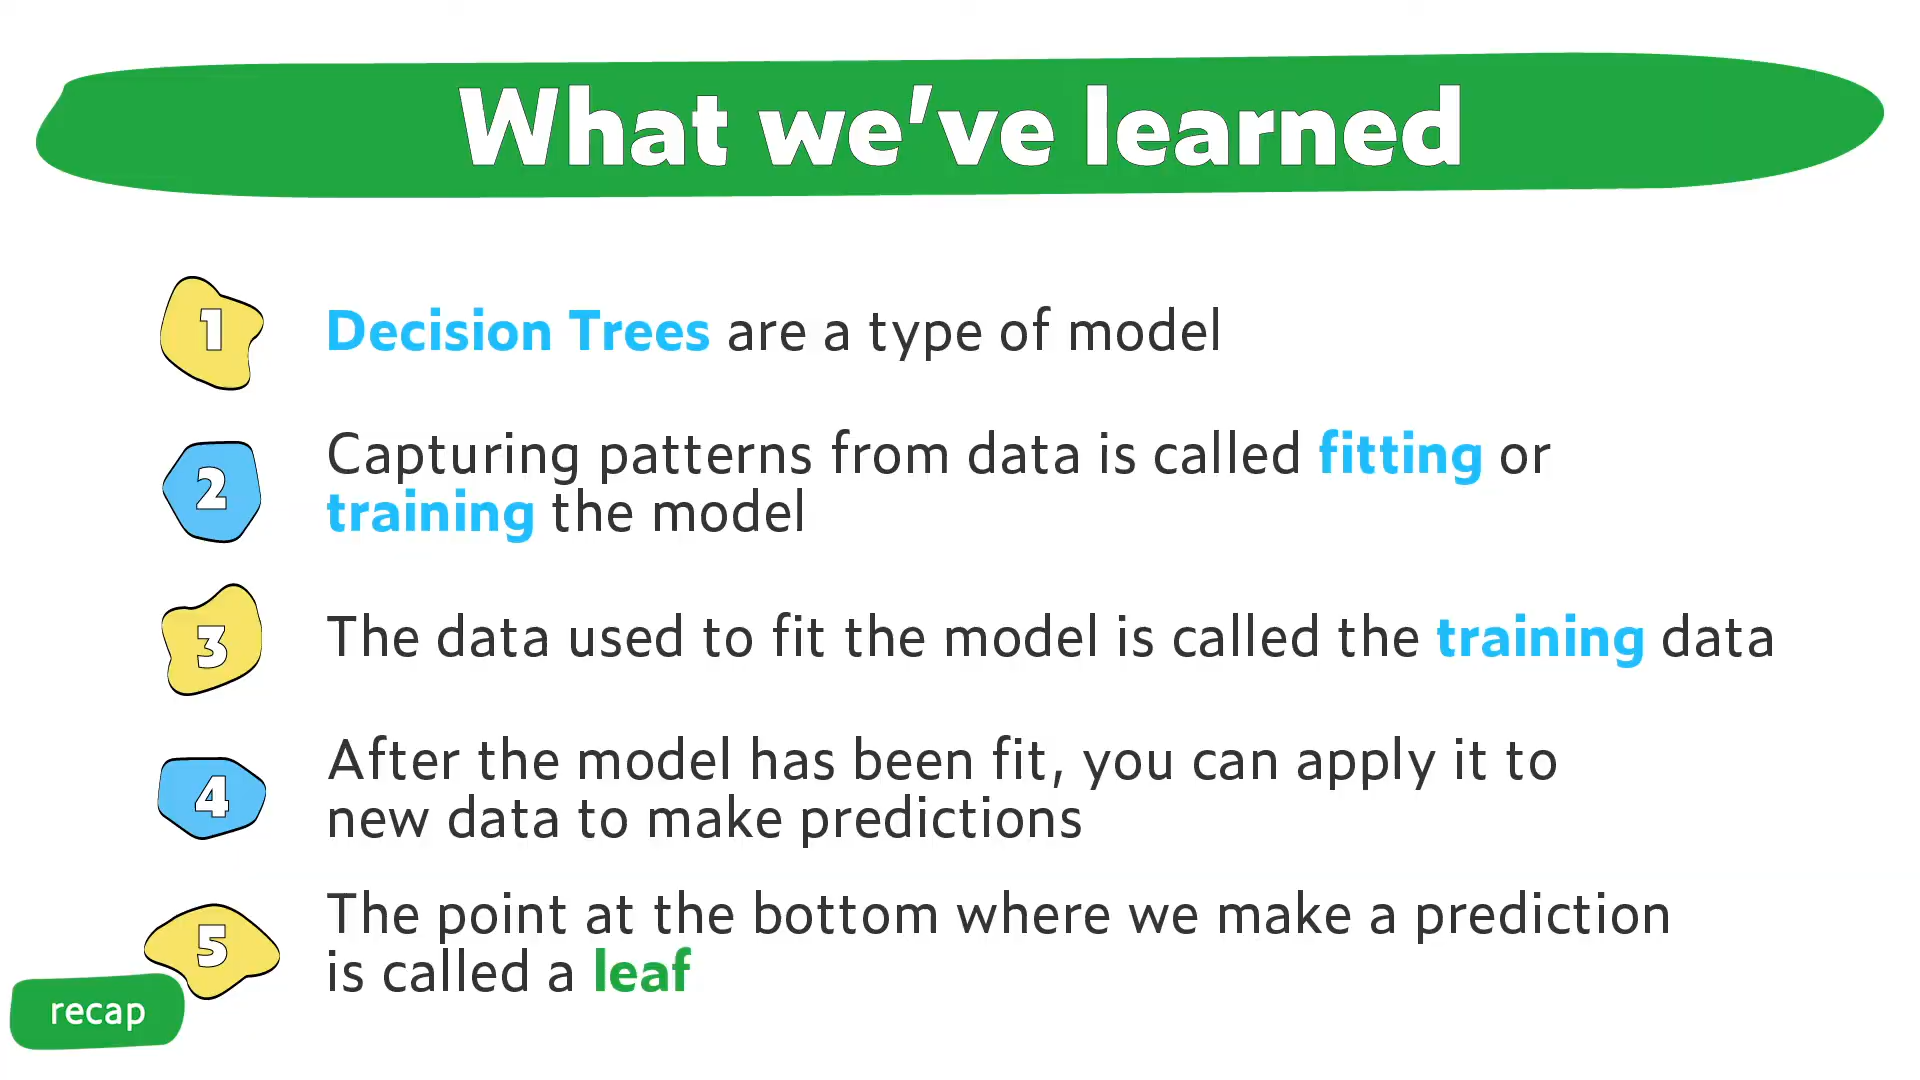 What we've learned
1
Decision Trees are a type of model
2
Capturing patterns from data is called fitting or
training the model
3
The data used to fit the model is called the training data
4
After the model has been fit, you can apply it to
new data to make predictions
5
The point at the bottom where we make a prediction
is called a leaf
recap